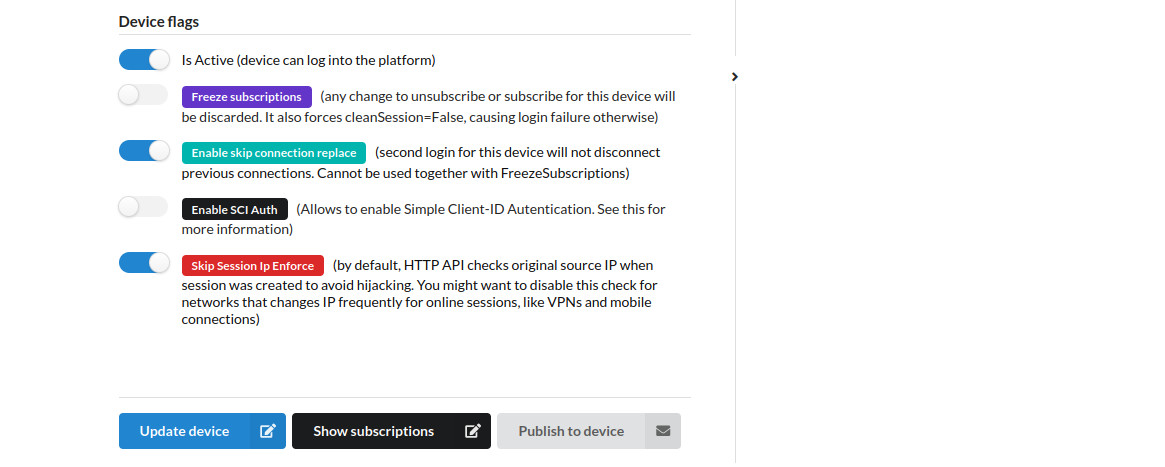 Device flags
Is Active (device can log into the platform)
Freeze subscriptions (any change to unsubscribe or subscribe for this device will
be discarded. It also forces cleanSession=False, causing login failure otherwise)
Enable skip connection replace (second login for this device will not disconnect
previous connections. Cannot be used together with FreezeSubscriptions)
Enable SCI Auth (Allows to enable Simple Client-ID Autentication. See this for
more information)
Skip Session Ip Enforce (by default, HTTP API checks original source IP when
session was created to avoid hijacking. You might want to disable this check for
networks that changes IP frequently for online sessions, like VPNs and mobile
connections)
Update device Show subscriptions Publish to device